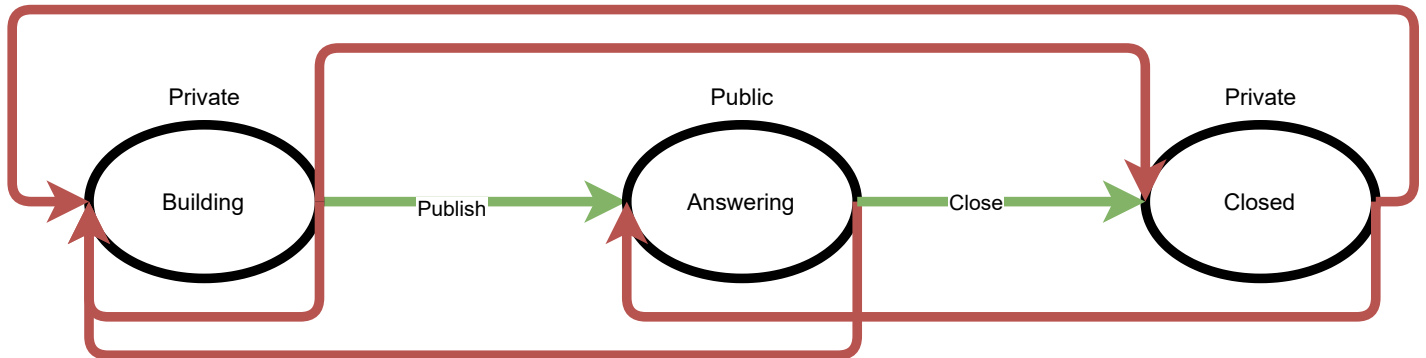 Private
Public
Private
Building
Publish
Answering
Close
Closed